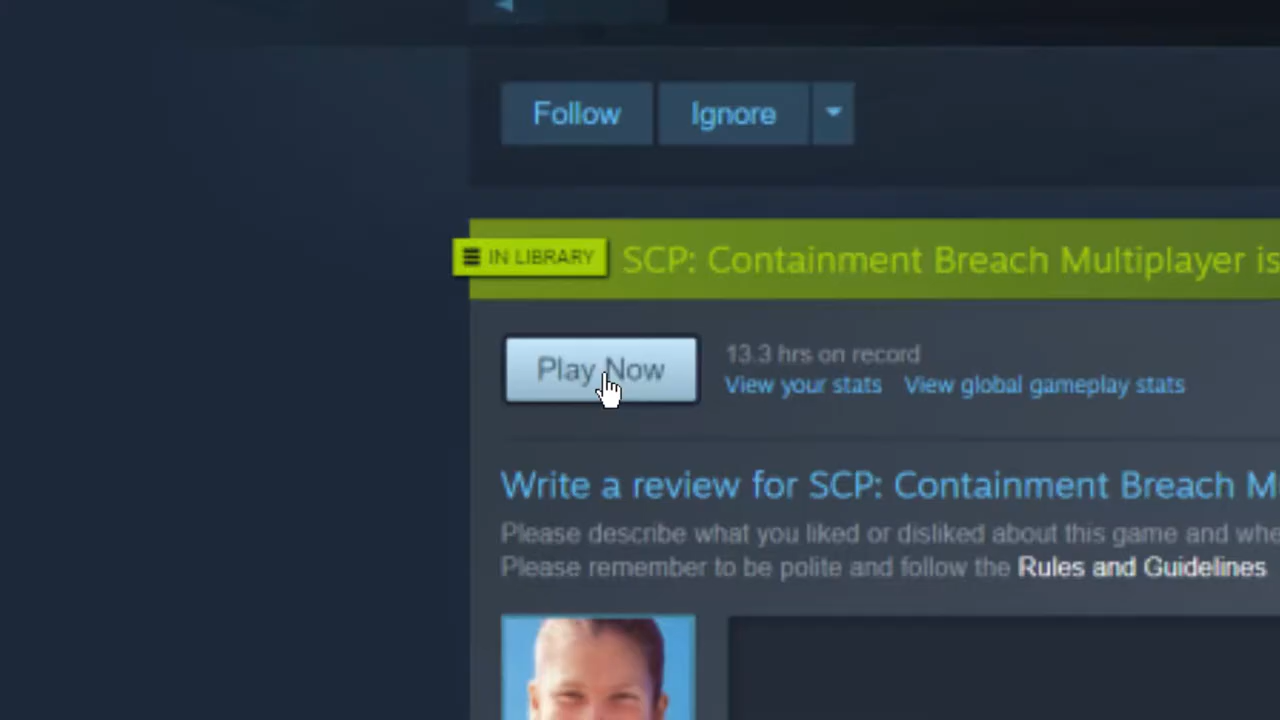 Follow Ignore
IN LIBRARY SCP: Containment Breach Multiplayer is
Play Now 13.3 hrs on record
View your stats View global gameplay stats
Write a review for SCP: Containment Breach M
Please describe what you liked or disliked about this game and whe
Please remember to be polite and follow the Rules and Guidelines